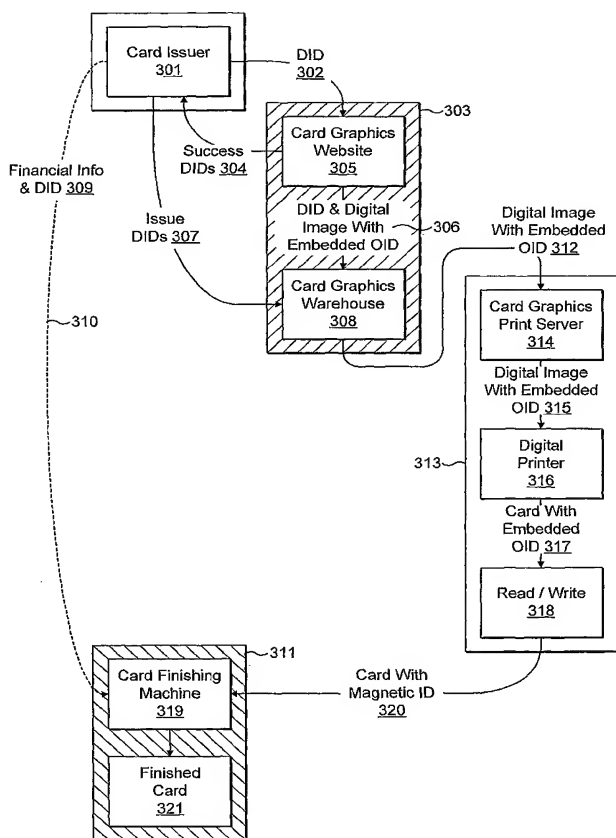 Card Issuer
301
DID
302
303
Card Graphics
Website
305
Success
DIDs 304
Financial Info
& DID 309
Issue
DIDs 307
DID & Digital
Image With
Embedded OID
306
Digital Image
With Embedded
OID 312
Card Graphics
Warehouse
308
310
Card Graphics
Print Server
314
Digital Image
With Embedded
OID 315
313
Digital
Printer
316
Card With
Embedded
OID 317
Read / Write
318
311
Card Finishing
Machine
319
Card With
Magnetic ID
320
Finished
Card
321